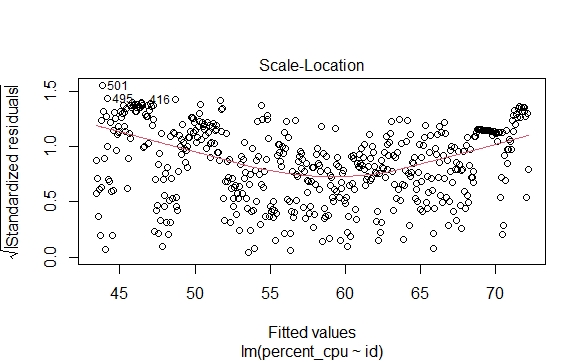 Scale-Location
√|Standardized residuals|
1.5
1.0
0.5
0.0
501
495
416
45 50 55 60 65 70
Fitted values
lm(percent_cpu ~ id)